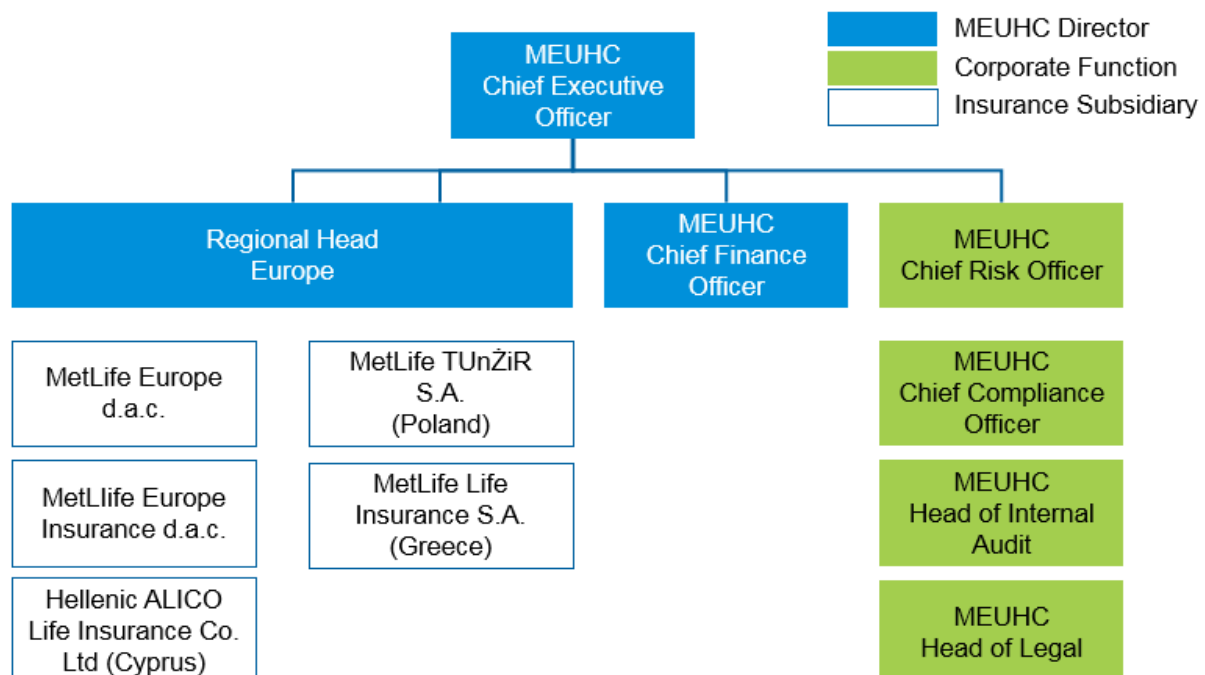 MEUHC
Chief Executive
Officer
MEUHC Director
Corporate Function
Insurance Subsidiary
Regional Head
Europe
MEUHC
Chief Finance
Officer
MEUHC
Chief Risk Officer
MetLife Europe
d.a.c.
MetLife TUnŻiR
S.A.
(Poland)
MEUHC
Chief Compliance
Officer
MetLlife Europe
Insurance d.a.c.
MetLife Life
Insurance S.A.
(Greece)
MEUHC
Head of Internal
Audit
Hellenic ALICO
Life Insurance Co.
Ltd (Cyprus)
MEUHC
Head of Legal